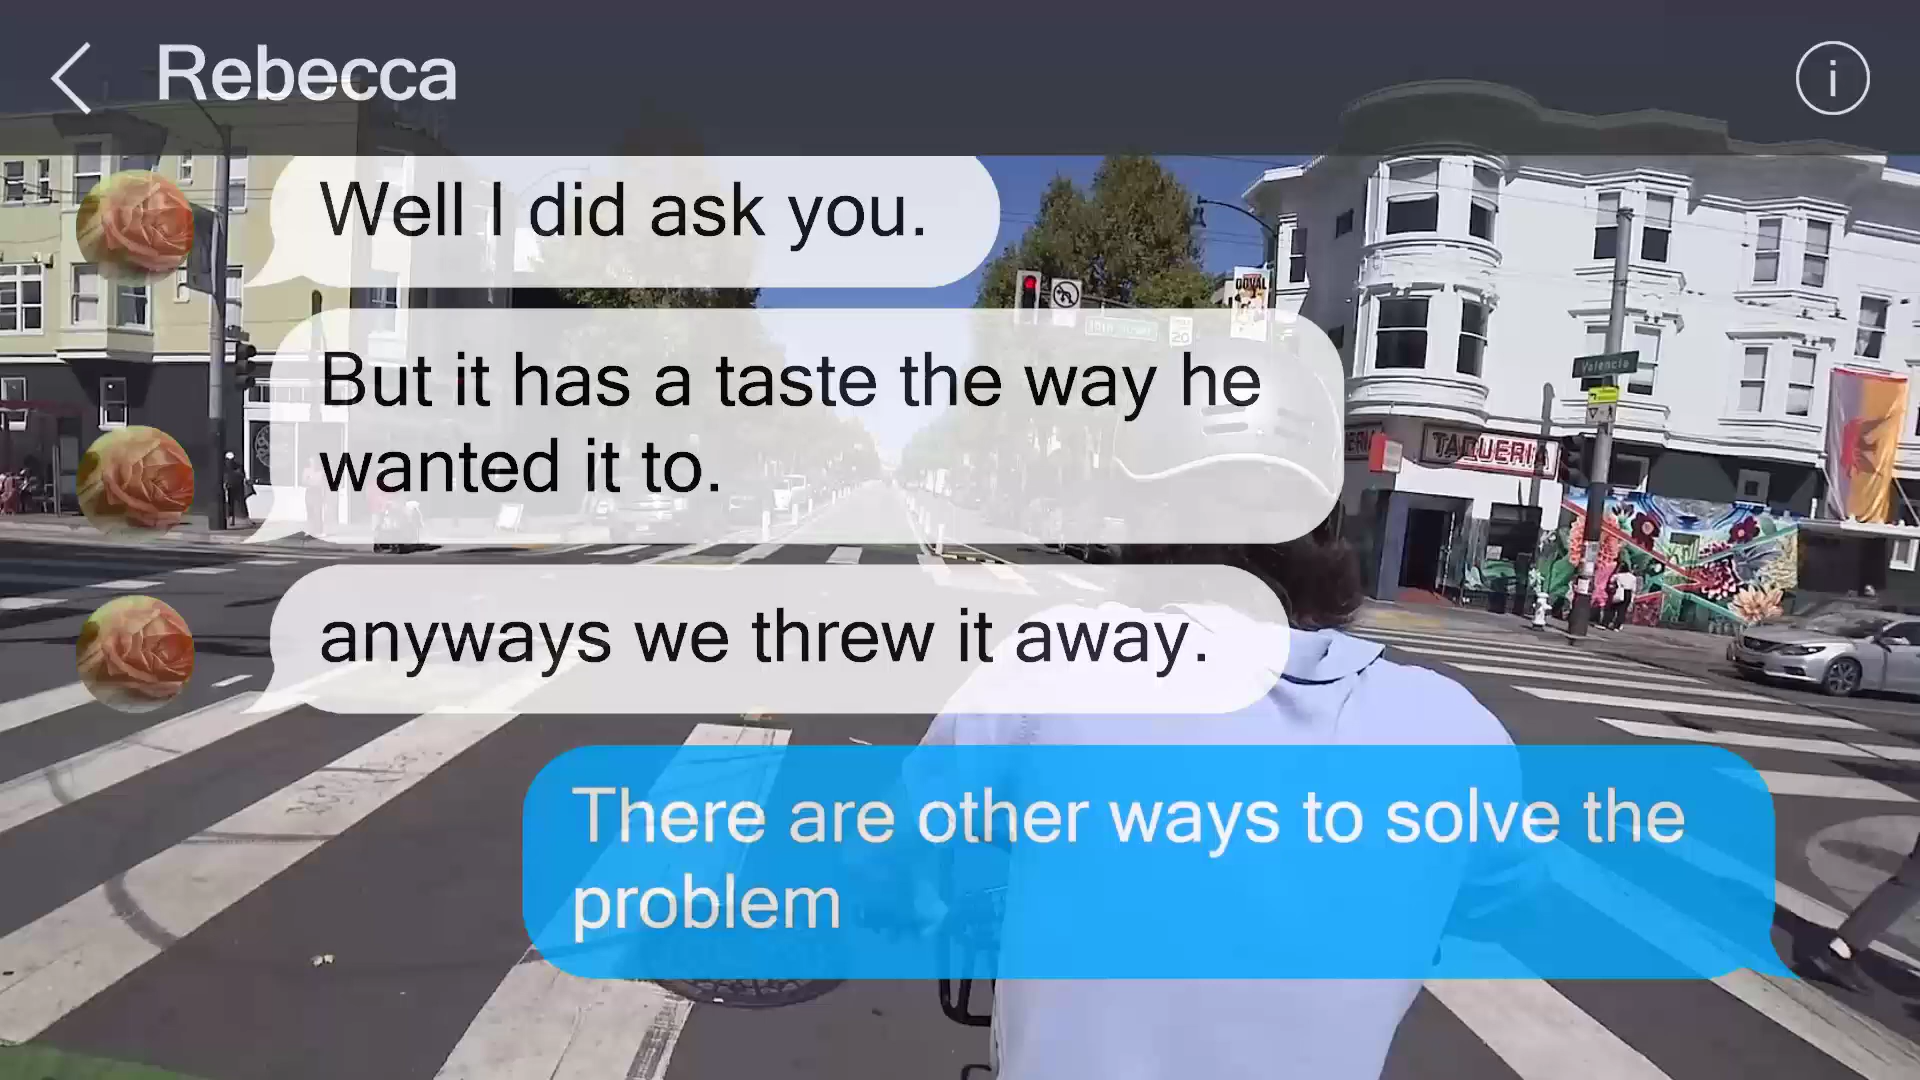 Rebecca
i
Well I did ask you.
But it has a taste the way he
wanted it to.
anyways we threw it away.
There are other ways to solve the
problem
20
TAQUERIA
Valencia